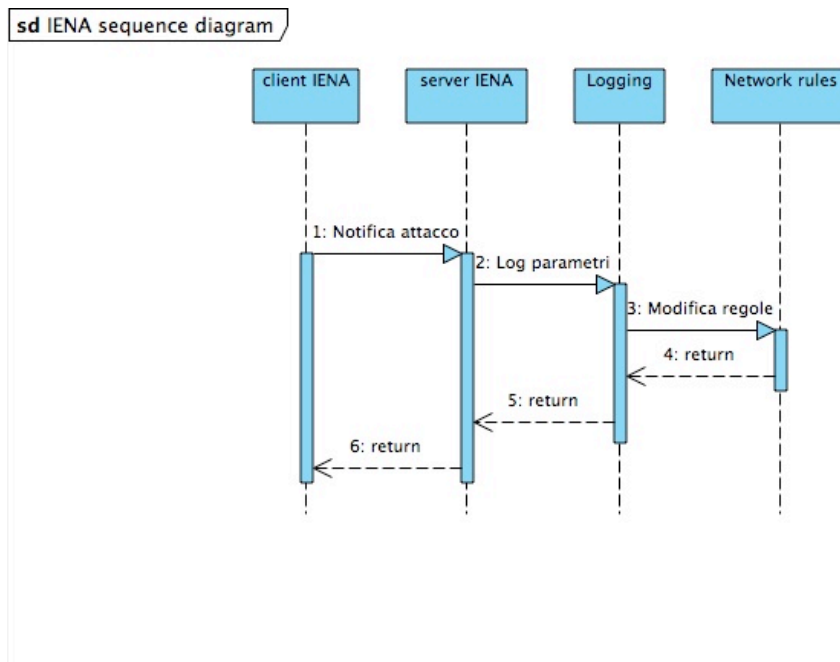 sd IENA sequence diagram
client IENA
server IENA
Logging
Network rules
1: Notifica attacco
2: Log parametri
3: Modifica regole
4: return
5: return
6: return